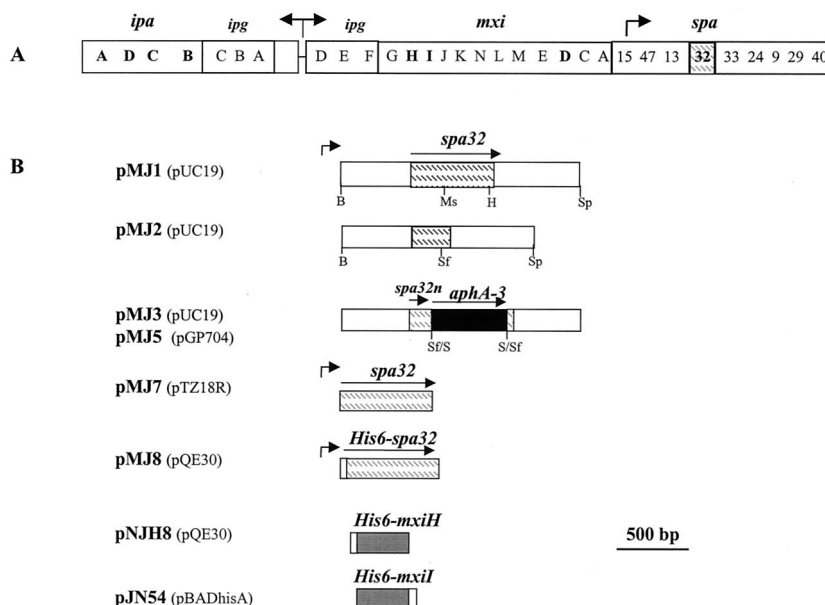 ipa ipg ipg mxi spa
A A D C B C B A D E F G H I J K N L M E D C A 15 47 13 32 33 24 9 29 40
B
spa32
pMJ1 (pUC19)
B Ms H Sp
pMJ2 (pUC19)
B Sf Sp
spa32n aphA-3
pMJ3 (pUC19)
pMJ5 (pGP704)
Sf/S S/Sf
spa32
pMJ7 (pTZ18R)
His6-spa32
pMJ8 (pQE30)
His6-mxiH
pNJH8 (pQE30) 500 bp
His6-mxiI
pJN54 (pBADhisA)